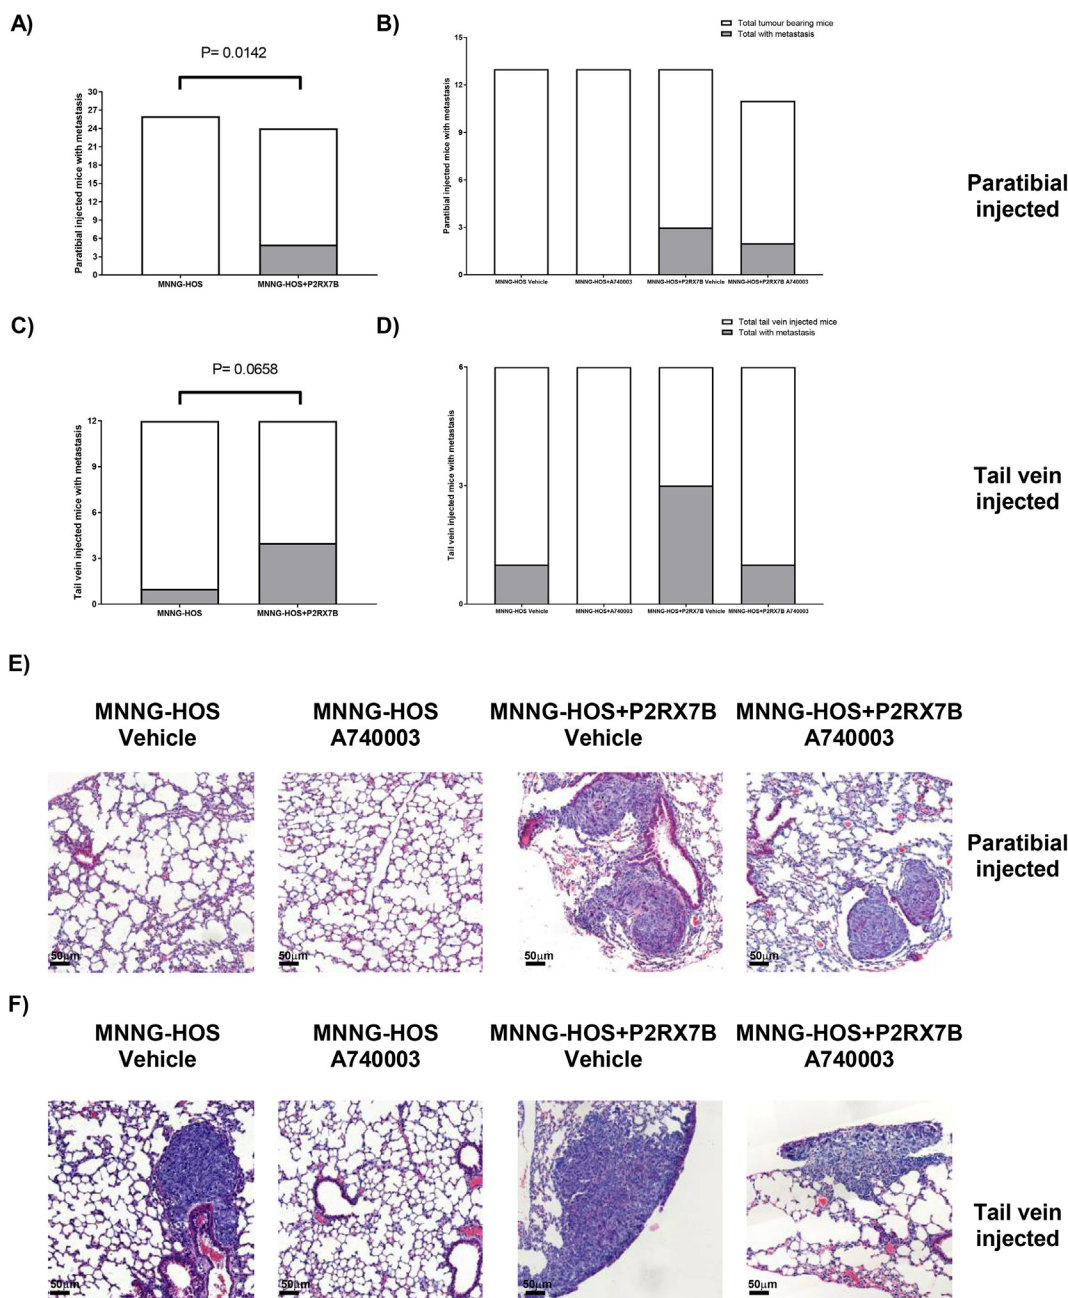 A)
P= 0.0142
Paratibial injected mice with metastasis
30
27
24
21
18
15
12
9
6
3
0
MNNG-HOS
MNNG-HOS+P2RX7B
B)
Total tumour bearing mice
Total with metastasis
Paratibial injected mice with metastasis
15
12
9
6
3
0
MNNG-HOS Vehicle
MNNG-HOS+A740003
MNNG-HOS+P2RX7B Vehicle
MNNG-HOS+P2RX7B A740003
Paratibial
injected
C)
P= 0.0658
Tail vein injected mice with metastasis
12
9
6
3
0
MNNG-HOS
MNNG-HOS+P2RX7B
D)
Total tail vein injected mice
Total with metastasis
Tail vein injected mice with metastasis
6
3
0
MNNG-HOS Vehicle
MNNG-HOS+A740003
MNNG-HOS+P2RX7B Vehicle
MNNG-HOS+P2RX7B A740003
Tail vein
injected
E)
MNNG-HOS
Vehicle
MNNG-HOS
A740003
MNNG-HOS+P2RX7B
Vehicle
MNNG-HOS+P2RX7B
A740003
50µm
50µm
50µm
50µm
Paratibial
injected
F)
MNNG-HOS
Vehicle
MNNG-HOS
A740003
MNNG-HOS+P2RX7B
Vehicle
MNNG-HOS+P2RX7B
A740003
50µm
50µm
50µm
50µm
Tail vein
injected